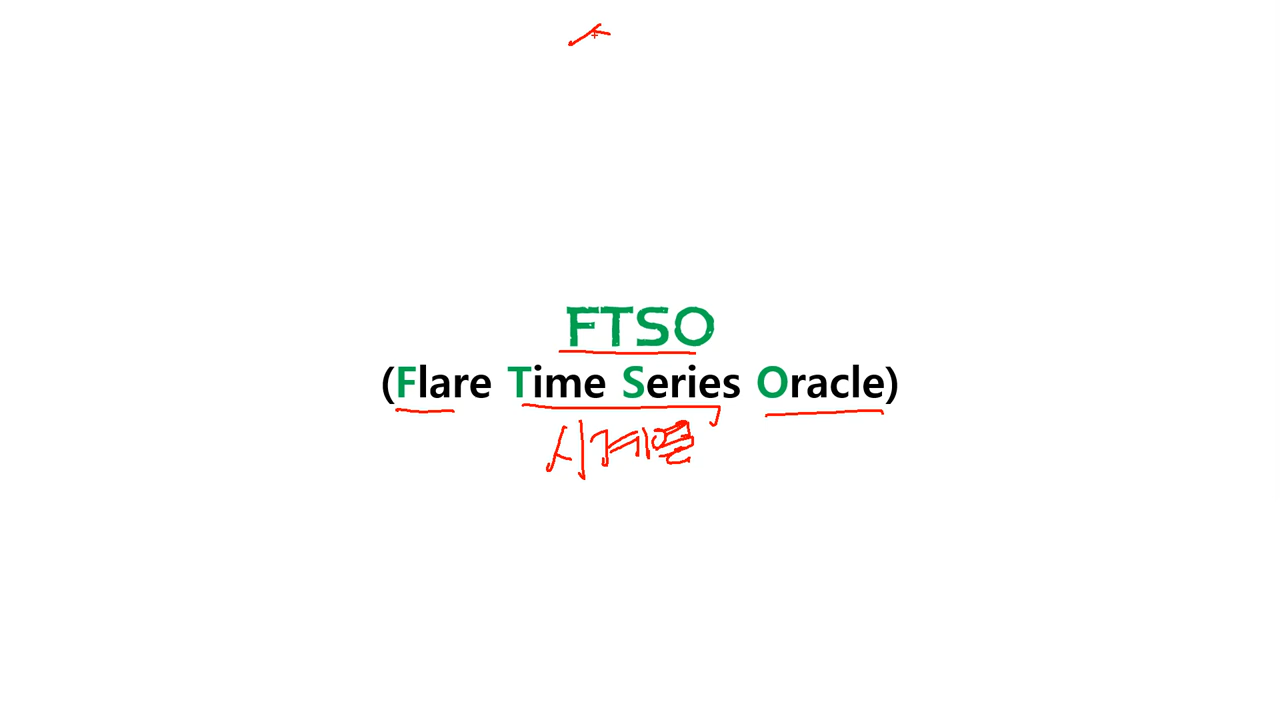 FTSO
(Flare Time Series Oracle)
시계열